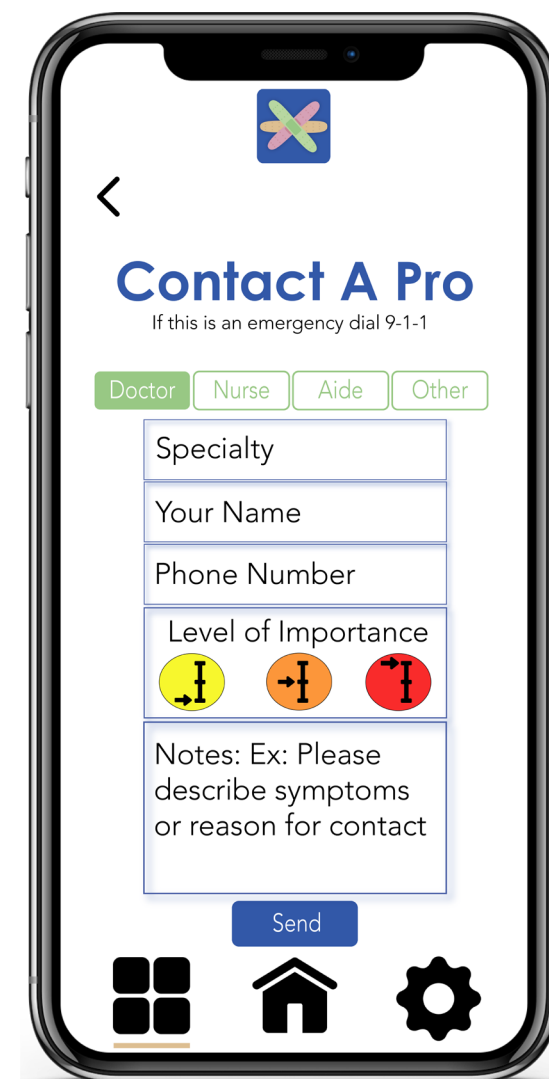 Contact A Pro
If this is an emergency dial 9-1-1
Doctor Nurse Aide Other
Specialty
Your Name
Phone Number
Level of Importance
Notes: Ex: Please
describe symptoms
or reason for contact
Send